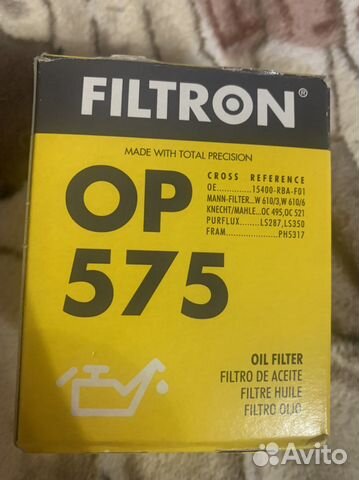 FILTRON®
MADE WITH TOTAL PRECISION
OP
575
CROSS REFERENCE
OE..............15400-RBA-F01
MANN-FILTER...W 610/3,W 610/6
KNECHT/MAHLE...OC 495,OC 521
PURFLUX..........LS287,LS350
FRAM.....................PH5317
OIL FILTER
FILTRO DE ACEITE
FILTRE HUILE
FILTRO OLIO
Avito